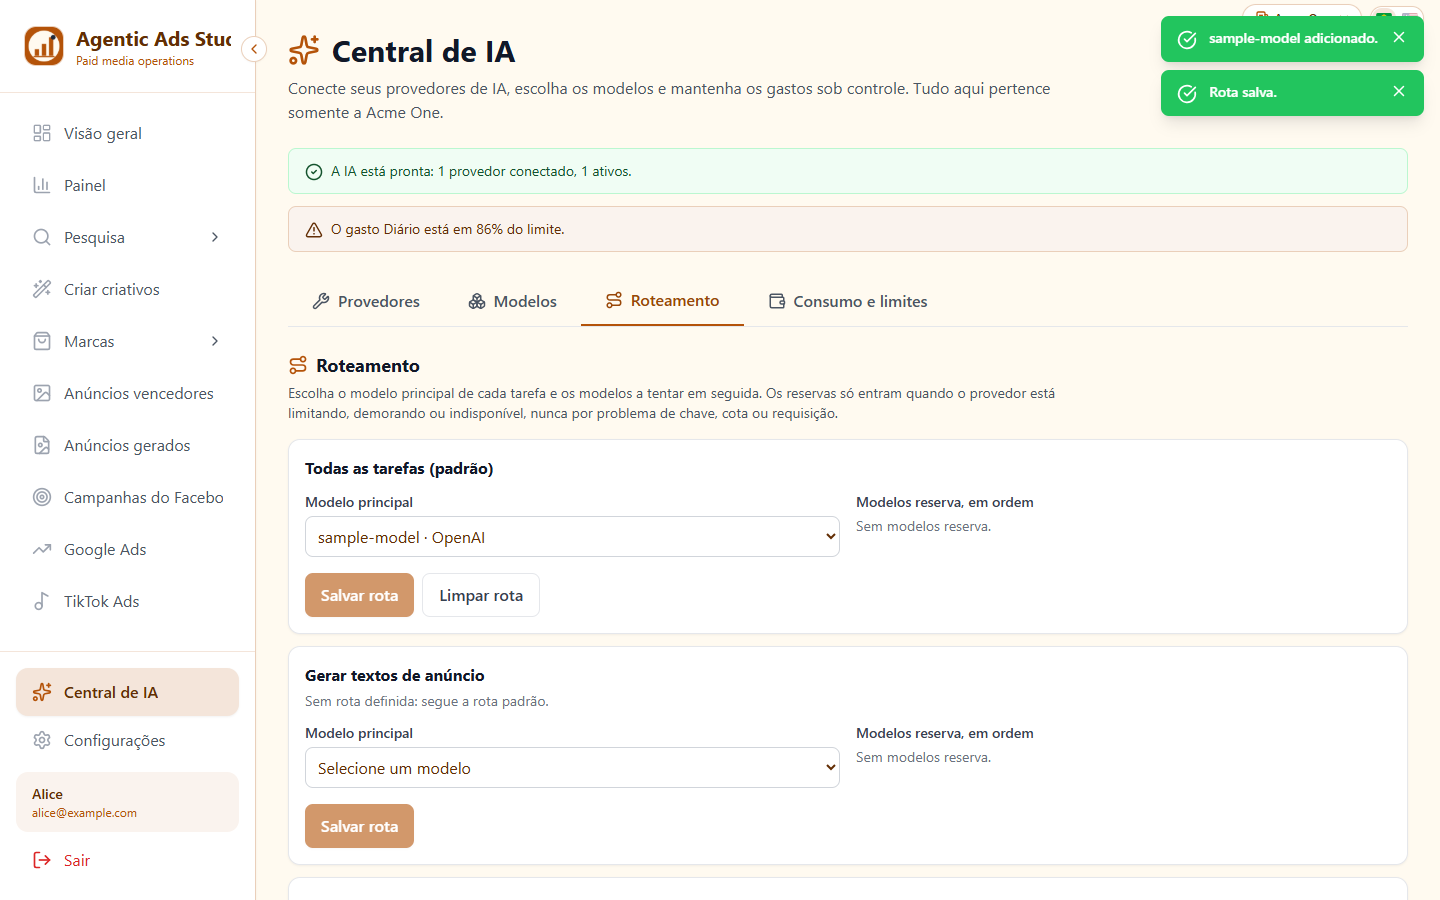 Agentic Ads Stud
Paid media operations
Visão geral
Painel
Pesquisa
Criar criativos
Marcas
Anúncios vencedores
Anúncios gerados
Campanhas do Facebo
Google Ads
TikTok Ads
Central de IA
Configurações
Alice
alice@example.com
Sair
Central de IA
Conecte seus provedores de IA, escolha os modelos e mantenha os gastos sob controle. Tudo aqui pertence
somente a Acme One.
sample-model adicionado.
Rota salva.
A IA está pronta: 1 provedor conectado, 1 ativos.
O gasto Diário está em 86% do limite.
Provedores
Modelos
Roteamento
Consumo e limites
Roteamento
Escolha o modelo principal de cada tarefa e os modelos a tentar em seguida. Os reservas só entram quando o provedor está
limitando, demorando ou indisponível, nunca por problema de chave, cota ou requisição.
Todas as tarefas (padrão)
Modelo principal
sample-model · OpenAI
Modelos reserva, em ordem
Sem modelos reserva.
Salvar rota
Limpar rota
Gerar textos de anúncio
Sem rota definida: segue a rota padrão.
Modelo principal
Selecione um modelo
Modelos reserva, em ordem
Sem modelos reserva.
Salvar rota